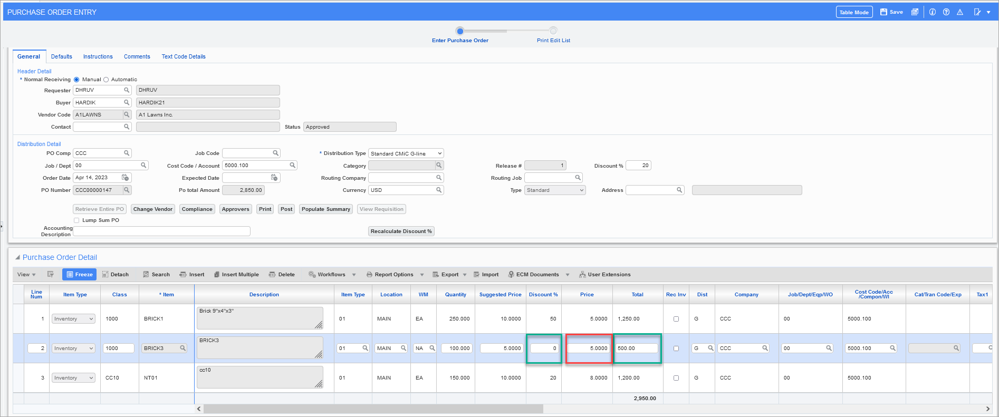 PURCHASE ORDER ENTRY
Table Mode Save
Enter Purchase Order Print Edit List
General Defaults Instructions Comments Text Code Details
Header Detail
* Normal Receiving Manual Automatic
Requester DHRUV DHRUV
Buyer HARDIK HARDIK21
Vendor Code A1LAWNS A1 Lawns Inc.
Contact Status Approved
Distribution Detail
PO Comp CCC Job Code * Distribution Type Standard CMiC G-line
Job / Dept 00 Cost Code / Account 5000.100 Category Release # 1 Discount % 20
Order Date Apr 14, 2023 Expected Date Routing Company Routing Job
PO Number CCC00000147 Po total Amount 2,850.00 Currency USD Type Standard Address
Retrieve Entire PO Change Vendor Compliance Approvers Print Post Populate Summary View Requisition
Lump Sum PO
Accounting
Description Recalculate Discount %
Purchase Order Detail
View Freeze Detach Search Insert Insert Multiple Delete Workflows Report Options Export Import ECM Documents User Extensions
Line Num Item Type Class * Item Description Item Type Location WM Quantity Suggested Price Discount % Price Total Rec Inv Dist Company Job/Dept/Eqp/WO Cost Code/Acc /Compon/WI Cat/Tran Code/Exp Tax1
1 Inventory 1000 BRICK1 Brick 9"x4"x3" 01 MAIN EA 250.000 10.0000 50 5.0000 1,250.00 G CCC 00 5000.100
2 Inventory 1000 BRICK3 BRICK3 01 MAIN NA 100.000 5.0000 0 5.0000 500.00 G CCC 00 5000.100
3 Inventory CC10 NT01 cc10 01 MAIN EA 150.000 10.0000 20 8.0000 1,200.00 G CCC 00 5000.100
2,950.00